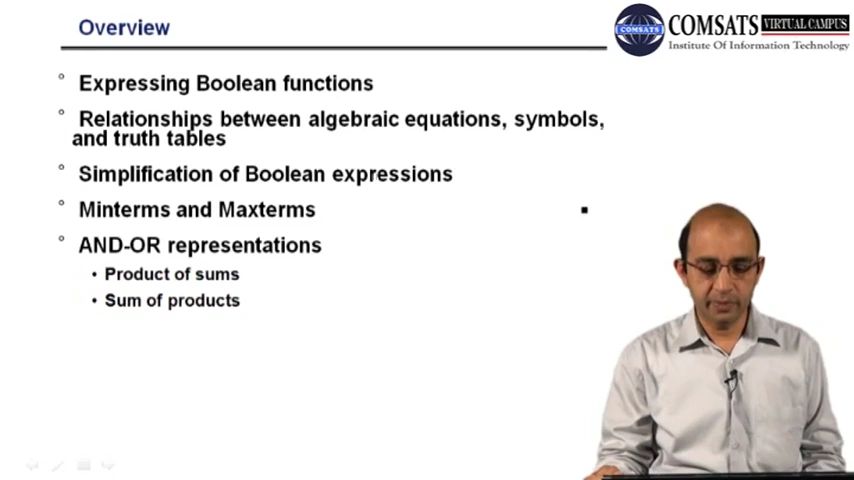 Overview
COMSATS VIRTUAL CAMPUS
Institute Of Information Technology
COMSATS
° Expressing Boolean functions
° Relationships between algebraic equations, symbols,
and truth tables
° Simplification of Boolean expressions
° Minterms and Maxterms
° AND-OR representations
• Product of sums
• Sum of products